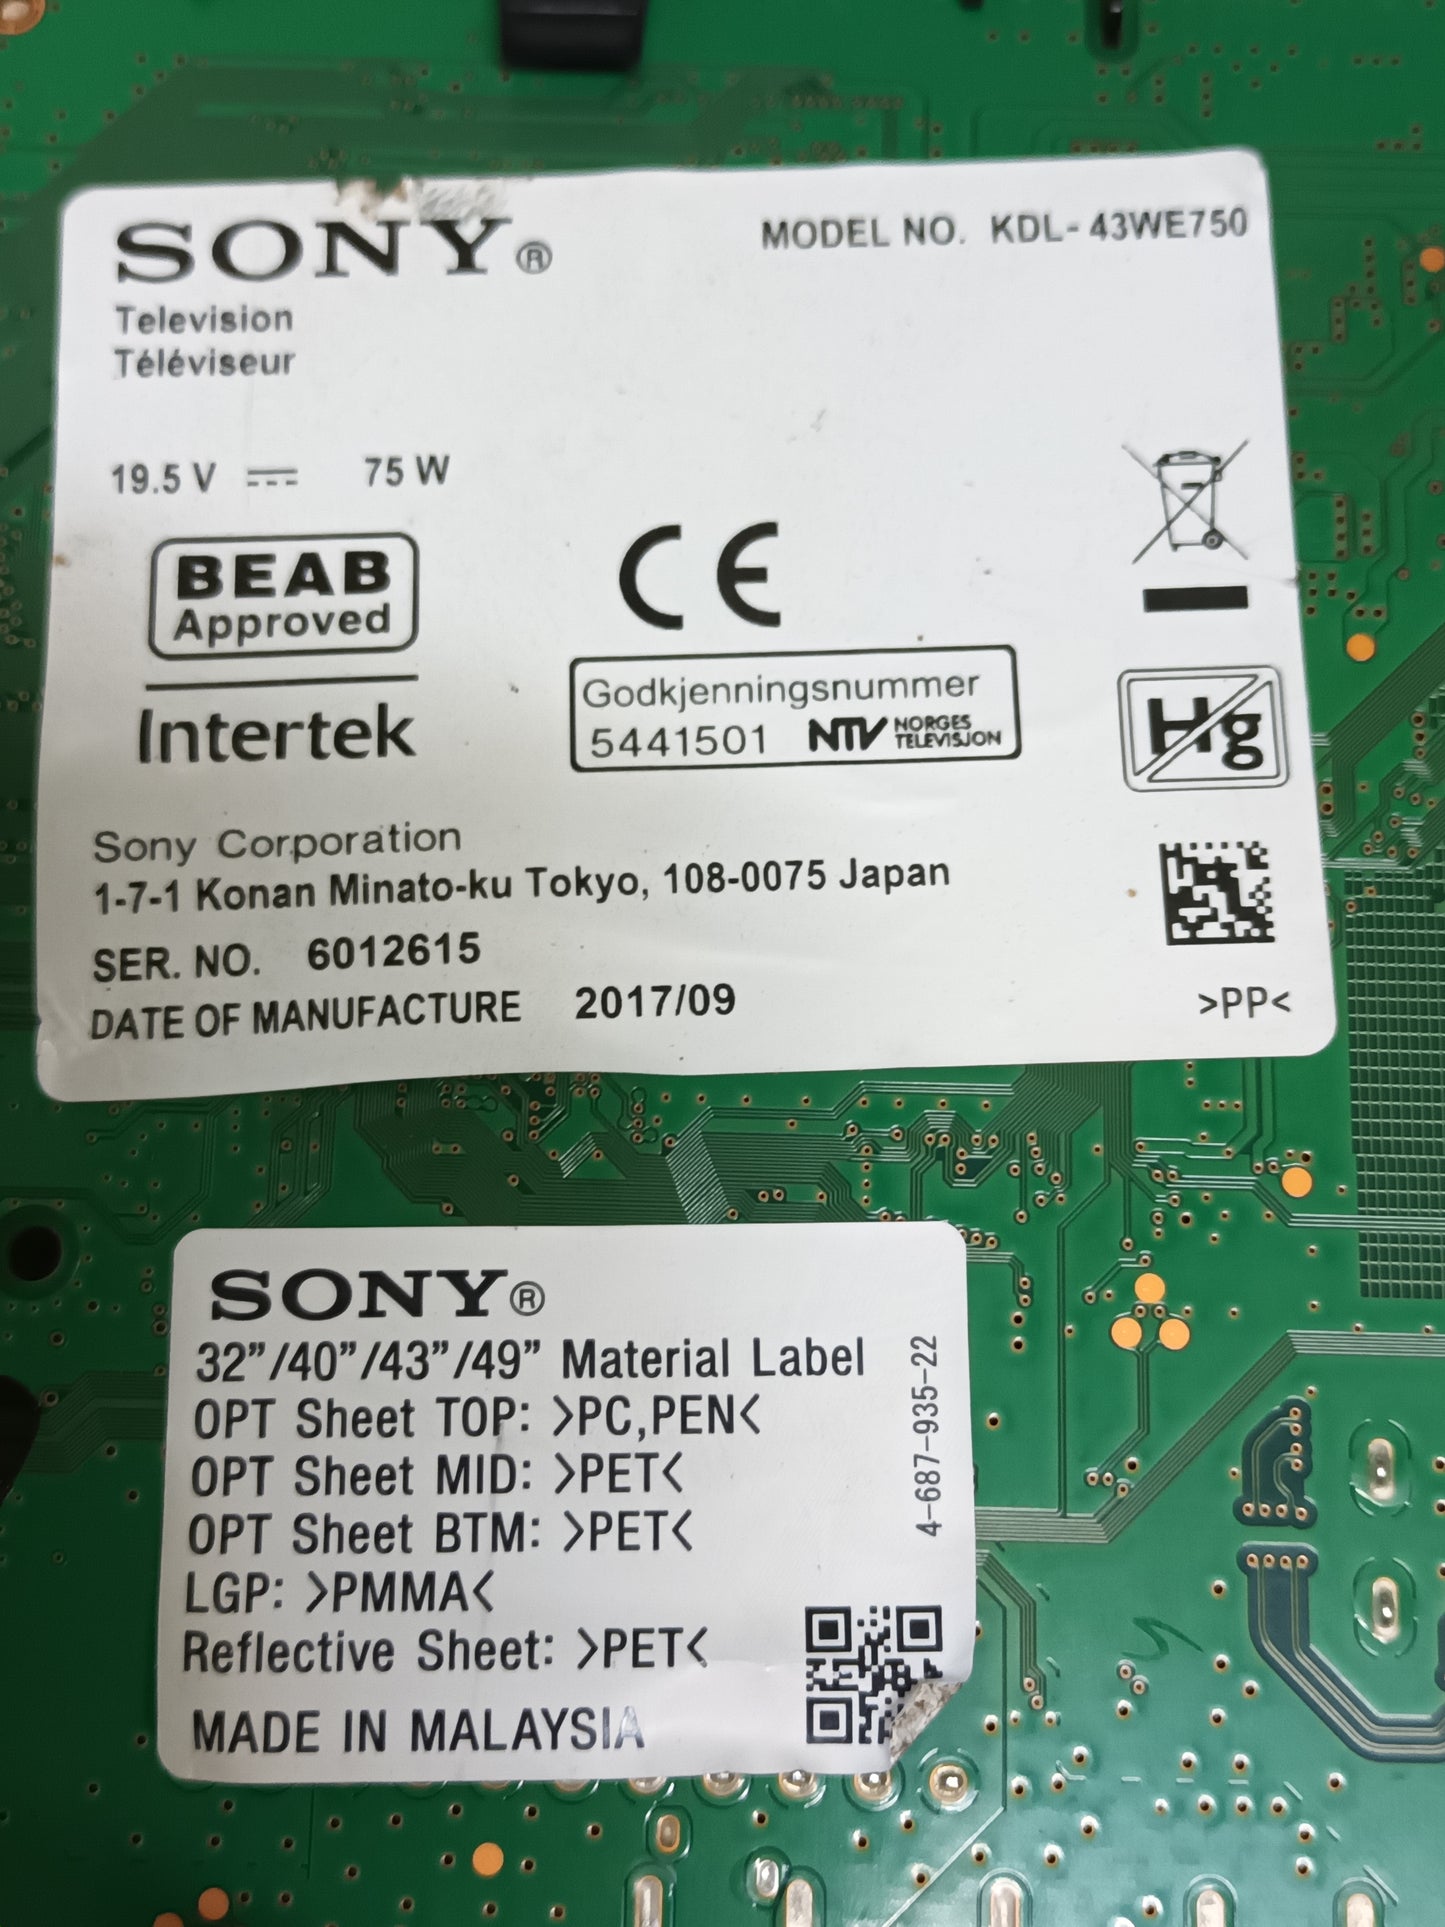 SONY®
MODEL NO. KDL-43WE750
Television
Téléviseur
19.5 V 75 W
BEAB
Approved
Intertek
CE
Godkjenningsnummer
5441501 NTV NORGES
TELEVISJON
Hg
Sony Corporation
1-7-1 Konan Minato-ku Tokyo, 108-0075 Japan
SER. NO. 6012615
DATE OF MANUFACTURE 2017/09
>PP<
SONY®
32”/40”/43”/49” Material Label
OPT Sheet TOP: >PC,PEN<
OPT Sheet MID: >PET<
OPT Sheet BTM: >PET<
LGP: >PMMA<
Reflective Sheet: >PET<
MADE IN MALAYSIA
4-687-935-22